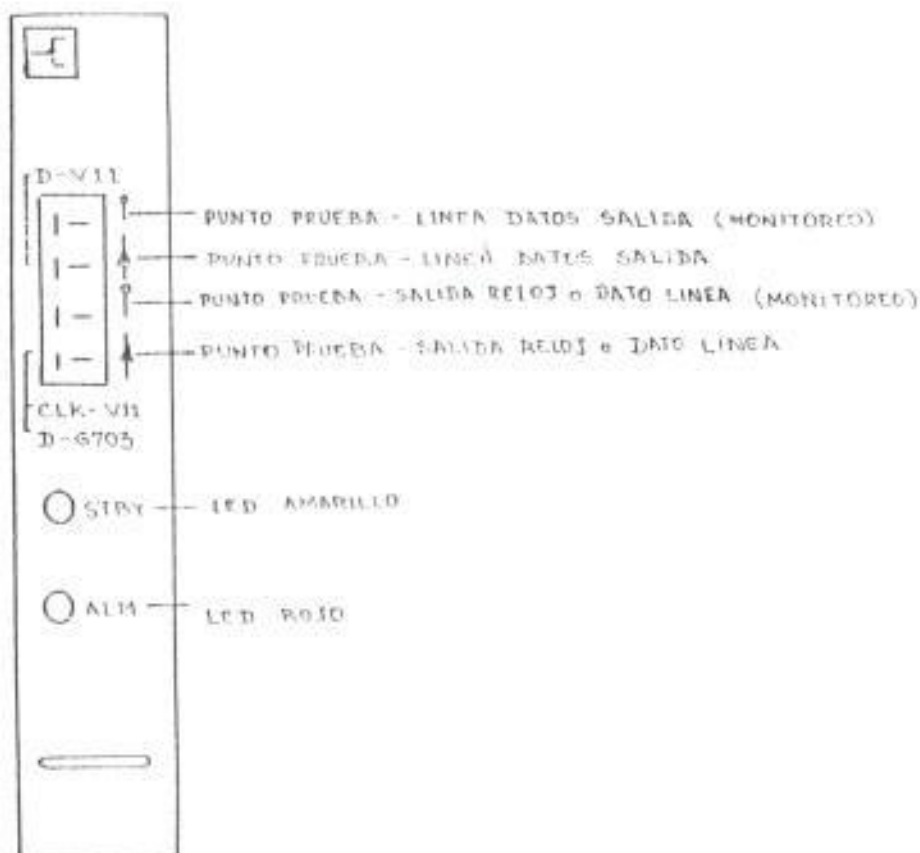 D-V11
PUNTO PRUEBA - LINEA DATOS SALIDA (MONITOREO)
PUNTO PRUEBA - LINEA DATOS SALIDA
PUNTO PRUEBA - SALIDA RELOJ o DATO LINEA (MONITOREO)
PUNTO PRUEBA - SALIDA RELOJ o DATO LINEA
CLK-V11
D-G703
STBY LED AMARILLO
ALM LED ROJO